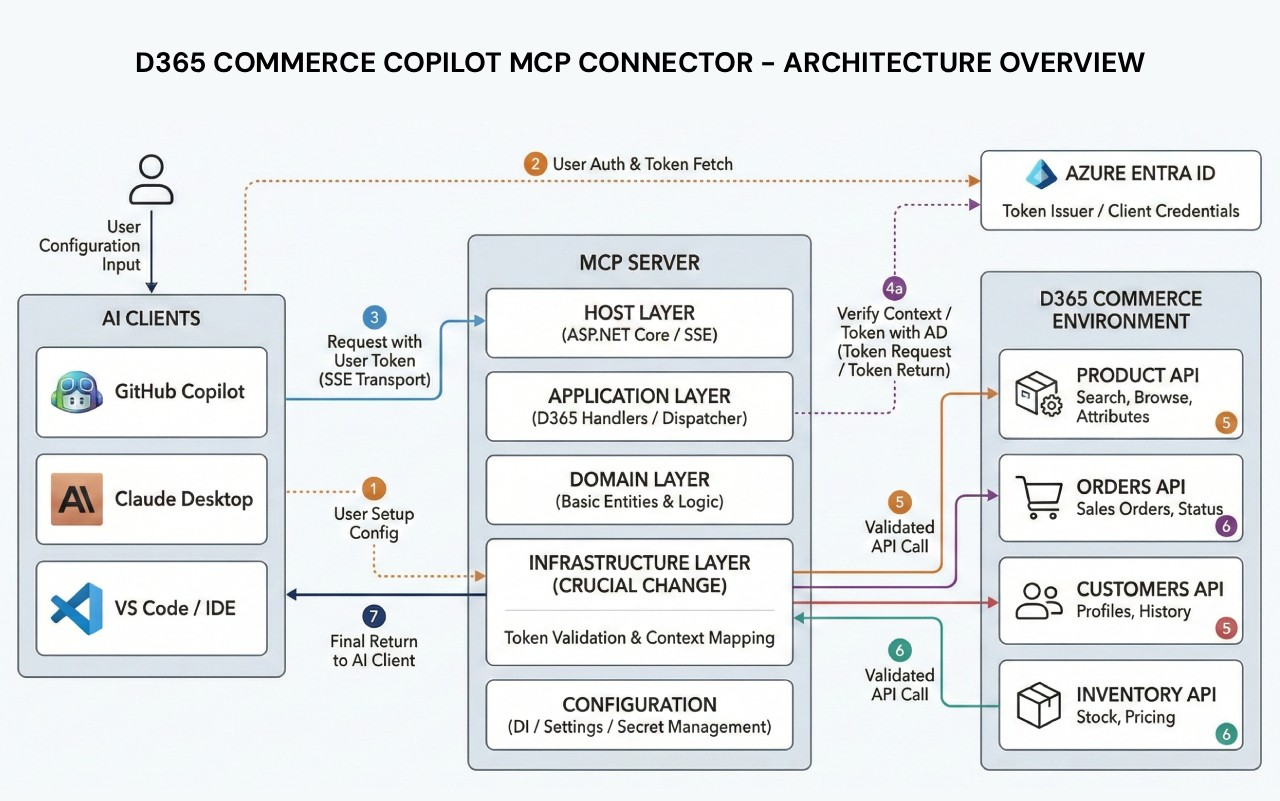 D365 COMMERCE COPILOT MCP CONNECTOR – ARCHITECTURE OVERVIEW
2 User Auth & Token Fetch
AZURE ENTRA ID
Token Issuer / Client Credentials
User
Configuration
Input
AI CLIENTS
GitHub Copilot
Claude Desktop
VS Code / IDE
3
Request with
User Token
(SSE Transport)
1
User Setup
Config
7
Final Return
to AI Client
MCP SERVER
HOST LAYER
(ASP.NET Core / SSE)
APPLICATION LAYER
(D365 Handlers / Dispatcher)
DOMAIN LAYER
(Basic Entities & Logic)
INFRASTRUCTURE LAYER
(CRUCIAL CHANGE)
Token Validation & Context Mapping
CONFIGURATION
(DI / Settings / Secret Management)
4a
Verify Context /
Token with AD
(Token Request
/ Token Return)
5
Validated
API Call
6
Validated
API Call
D365 COMMERCE
ENVIRONMENT
PRODUCT API
Search, Browse,
Attributes
5
ORDERS API
Sales Orders, Status
6
CUSTOMERS API
Profiles, History
5
INVENTORY API
Stock, Pricing
6